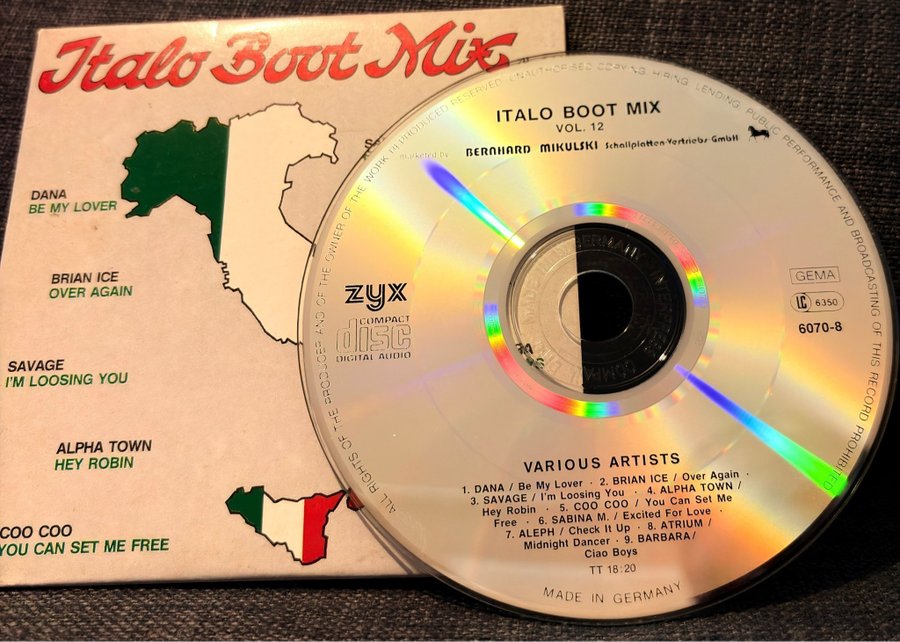 Italo Boot Mix
DANA
BE MY LOVER
BRIAN ICE
OVER AGAIN
SAVAGE
I'M LOOSING YOU
ALPHA TOWN
HEY ROBIN
COO COO
YOU CAN SET ME FREE
ITALO BOOT MIX
VOL. 12
marketed by BERNHARD MIKULSKI Schallplatten-Vertriebs-GmbH
zyx
COMPACT
disc
DIGITAL AUDIO
GEMA
LC 6350
6070-8
VARIOUS ARTISTS
1. DANA / Be My Lover · 2. BRIAN ICE / Over Again ·
3. SAVAGE / I'm Loosing You · 4. ALPHA TOWN /
Hey Robin · 5. COO COO / You Can Set Me
Free · 6. SABINA M. / Excited For Love ·
7. ALEPH / Check It Up · 8. ATRIUM /
Midnight Dancer · 9. BARBARA /
Ciao Boys
TT 18:20
MADE IN GERMANY
ALL RIGHTS OF THE PRODUCER AND OF THE OWNER OF THE WORK REPRODUCED RESERVED. UNAUTHORISED COPYING, HIRING, LENDING, PUBLIC PERFORMANCE AND BROADCASTING OF THIS RECORD PROHIBITED